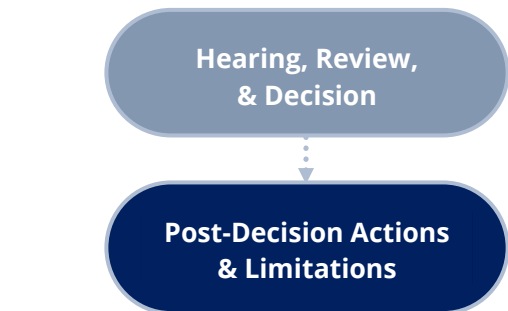 Hearing, Review,
& Decision
Post-Decision Actions
& Limitations